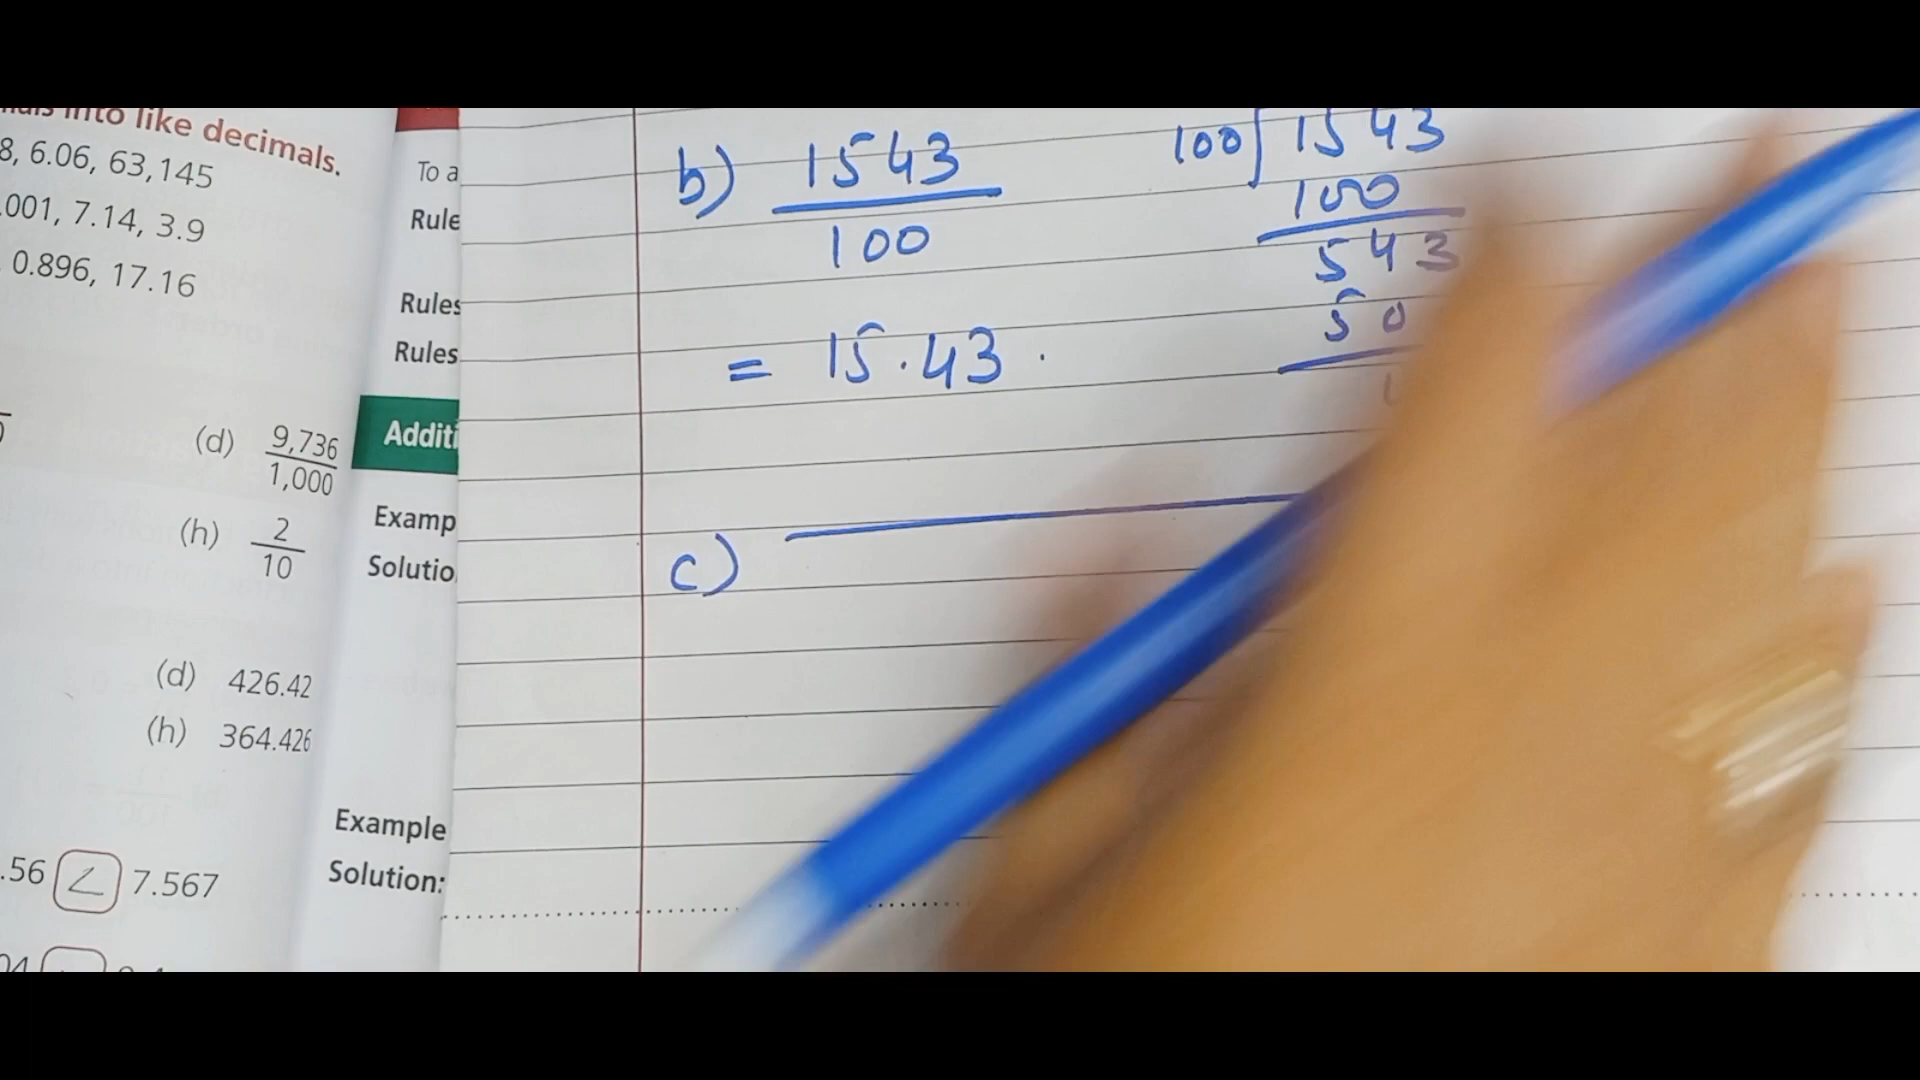 into like decimals.
8, 6.06, 63,145
.001, 7.14, 3.9
0.896, 17.16
(d) 9,736
1,000
(h) 2
10
(d) 426.42
(h) 364.426
.56 7.567
To a
Rule
Rules
Rules
Additi
Examp
Solutio
Example
Solution:
b) 1543
100
= 15.43.
100 1543
100
543
50
c)